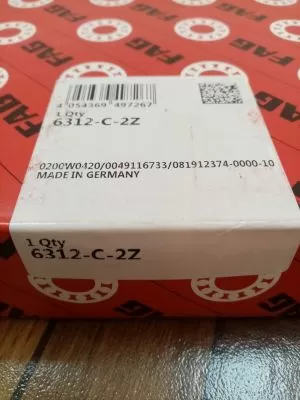 FAG
FAG
FAG
FAG
4 054369 497267
1 Qty
6312-C-2Z
0200W0420/0049116733/081912374-0000-10
MADE IN GERMANY
1 Qty
6312-C-2Z